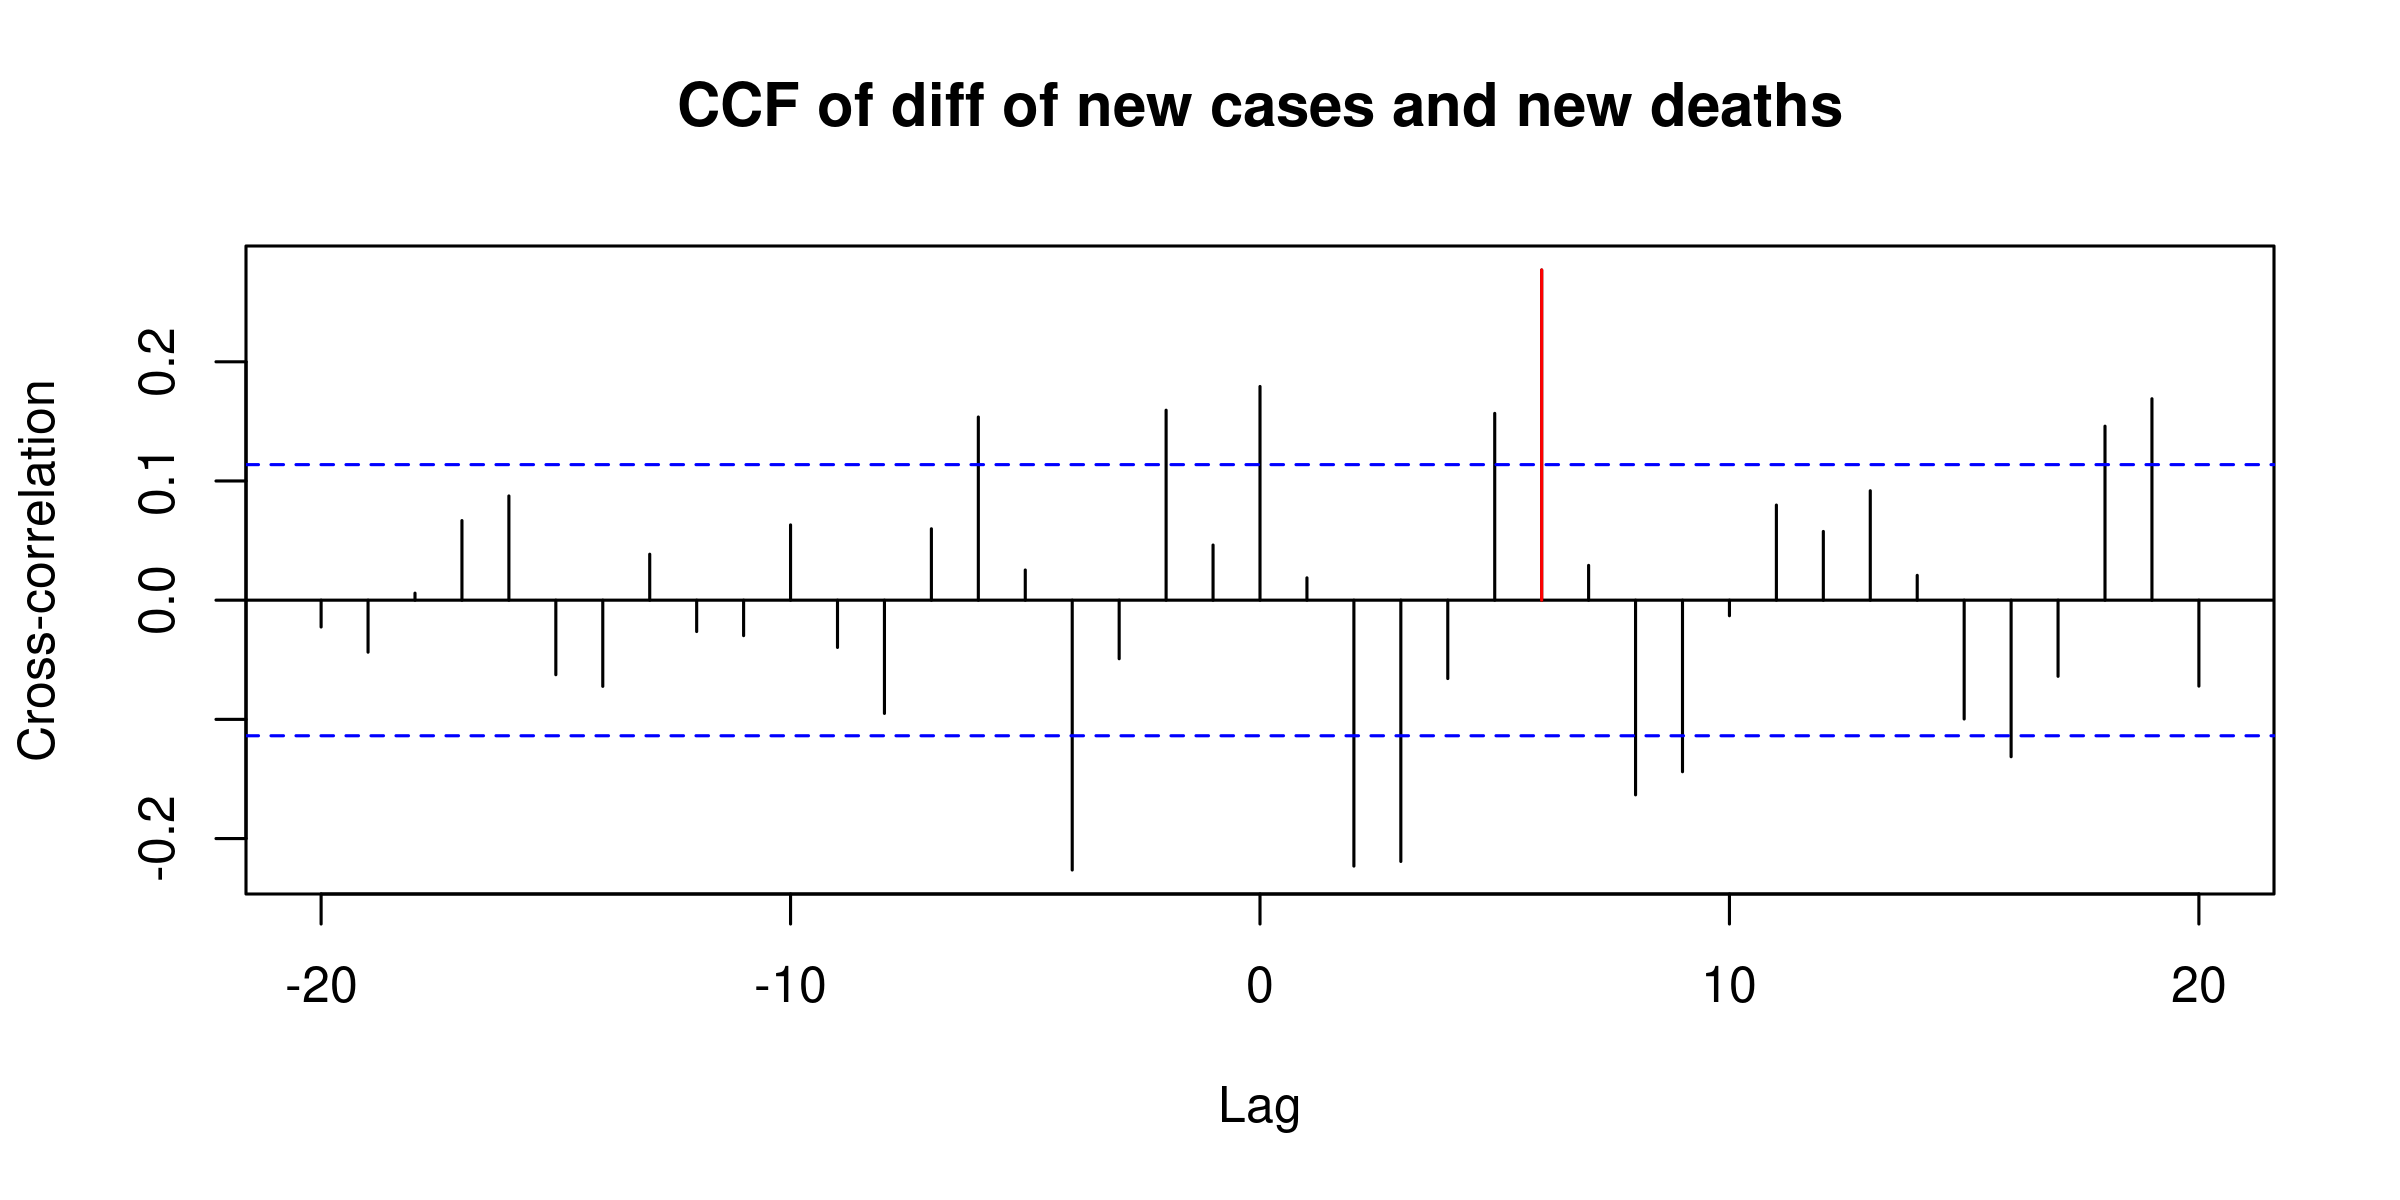 CCF of diff of new cases and new deaths
Cross-correlation
0.2
0.1
0.0
-0.2
-20 -10 0 10 20
Lag